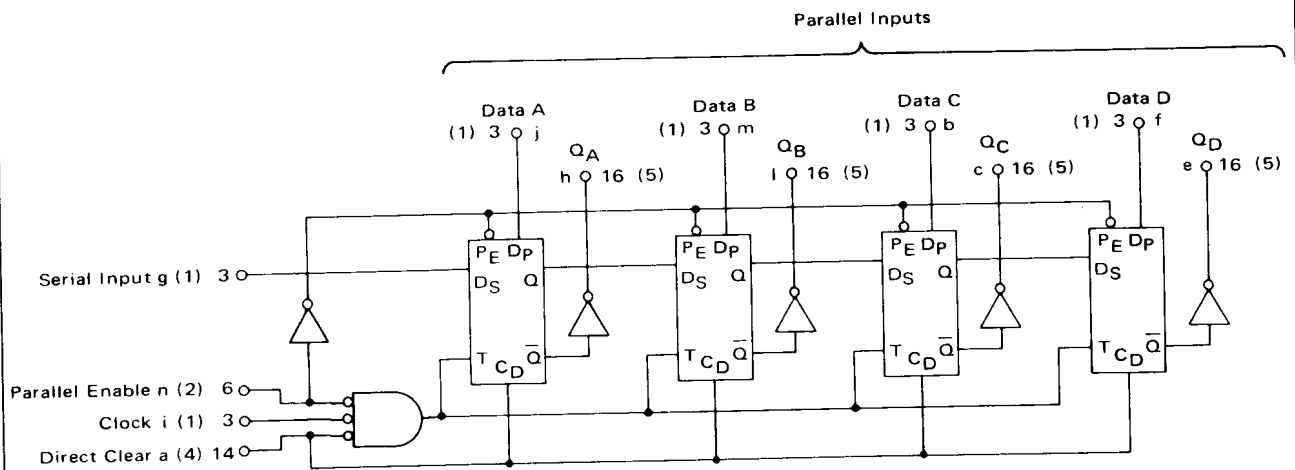 Parallel Inputs
Data A
(1) 3 j
Data B
(1) 3 m
Data C
(1) 3 b
Data D
(1) 3 f
QA
h 16 (5)
QB
l 16 (5)
QC
c 16 (5)
QD
e 16 (5)
PE DP
DS Q
T CD Q̅
PE DP
DS Q
T CD Q̅
PE DP
DS Q
T CD Q̅
PE DP
DS
T CD Q̅
Serial Input g (1) 3
Parallel Enable n (2) 6
Clock i (1) 3
Direct Clear a (4) 14